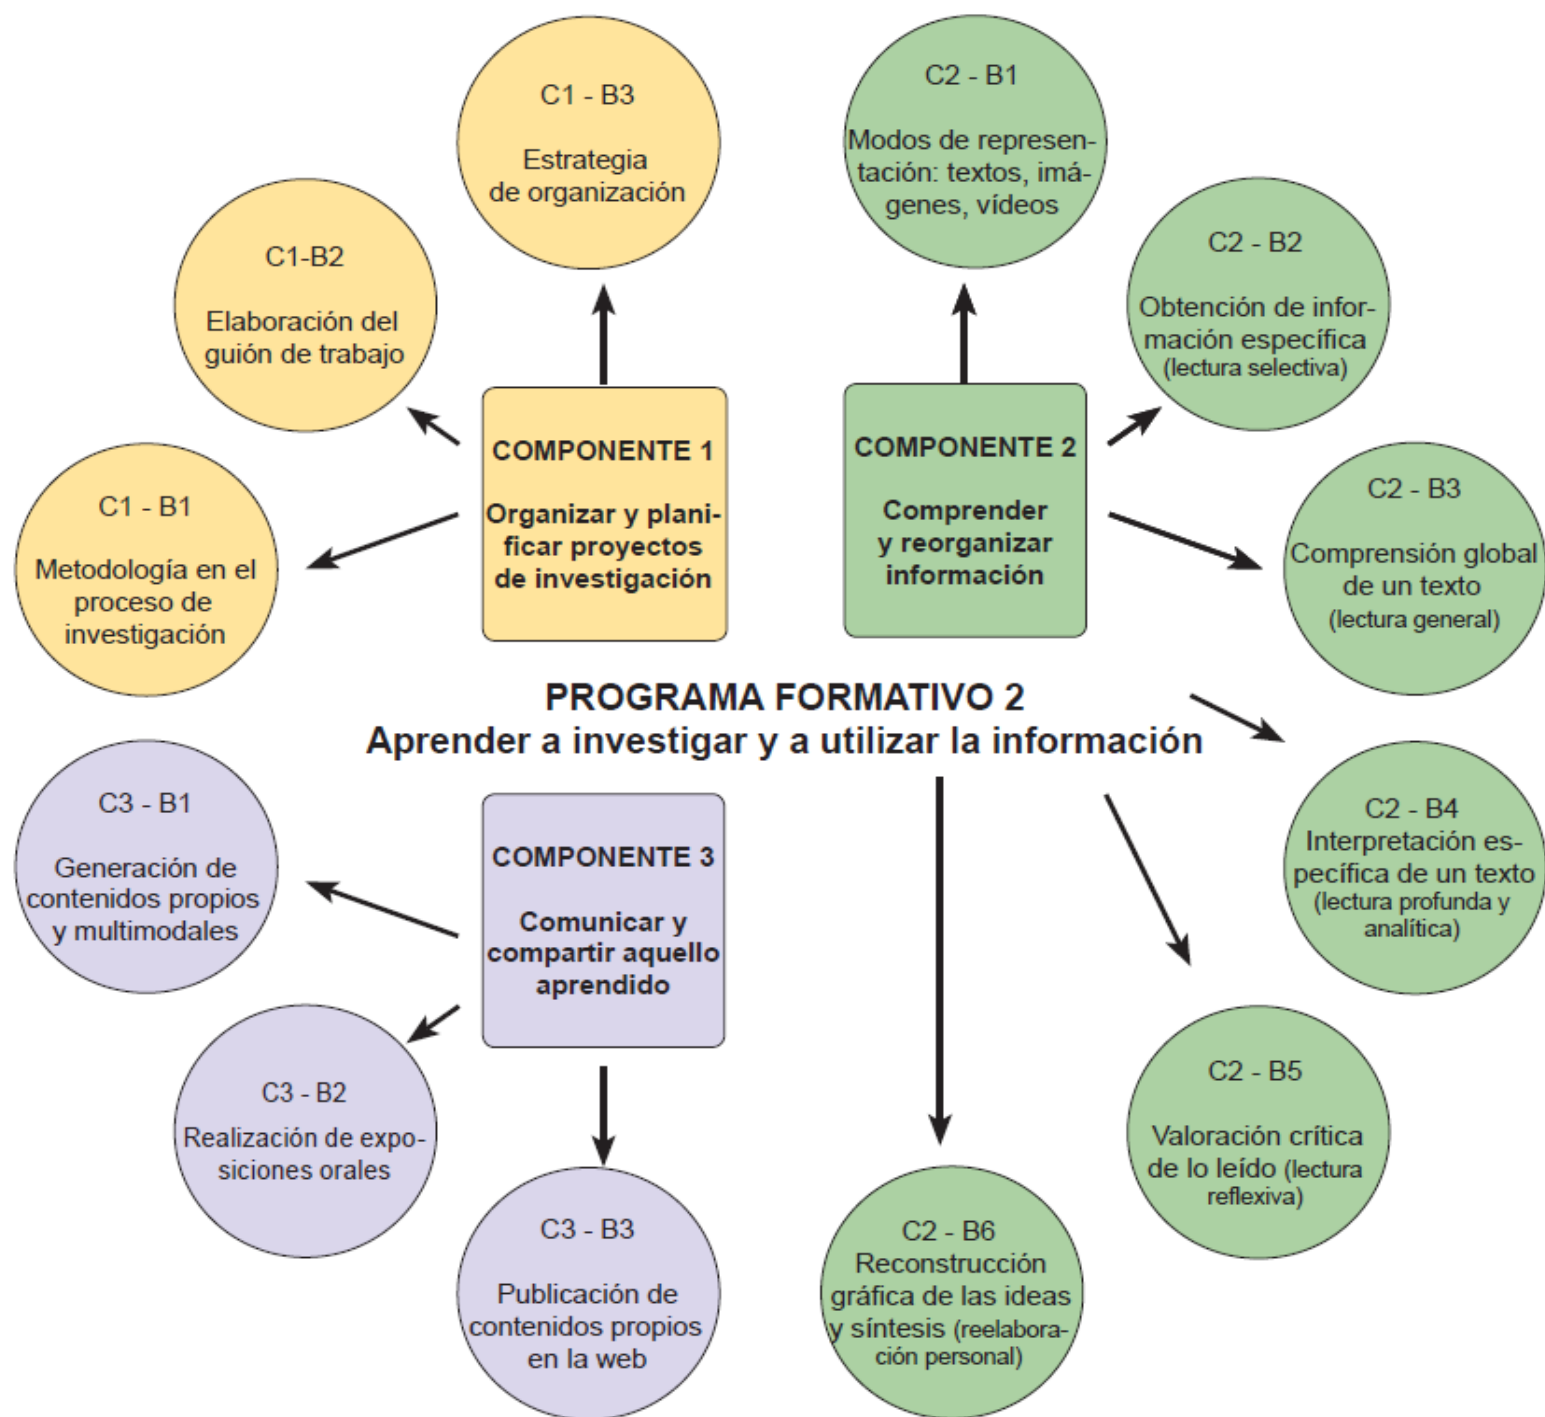 C1 - B3
Estrategia
de organización
C2 - B1
Modos de represen-
tación: textos, imá-
genes, vídeos
C1-B2
Elaboración del
guión de trabajo
C2 - B2
Obtención de infor-
mación específica
(lectura selectiva)
C1 - B1
Metodología en el
proceso de
investigación
COMPONENTE 1
Organizar y plani-
ficar proyectos
de investigación
COMPONENTE 2
Comprender
y reorganizar
información
C2 - B3
Comprensión global
de un texto
(lectura general)
PROGRAMA FORMATIVO 2
Aprender a investigar y a utilizar la información
C3 - B1
Generación de
contenidos propios
y multimodales
COMPONENTE 3
Comunicar y
compartir aquello
aprendido
C2 - B4
Interpretación es-
pecífica de un texto
(lectura profunda y
analítica)
C3 - B2
Realización de expo-
siciones orales
C2 - B5
Valoración crítica
de lo leído (lectura
reflexiva)
C3 - B3
Publicación de
contenidos propios
en la web
C2 - B6
Reconstrucción
gráfica de las ideas
y síntesis (reelabora-
ción personal)